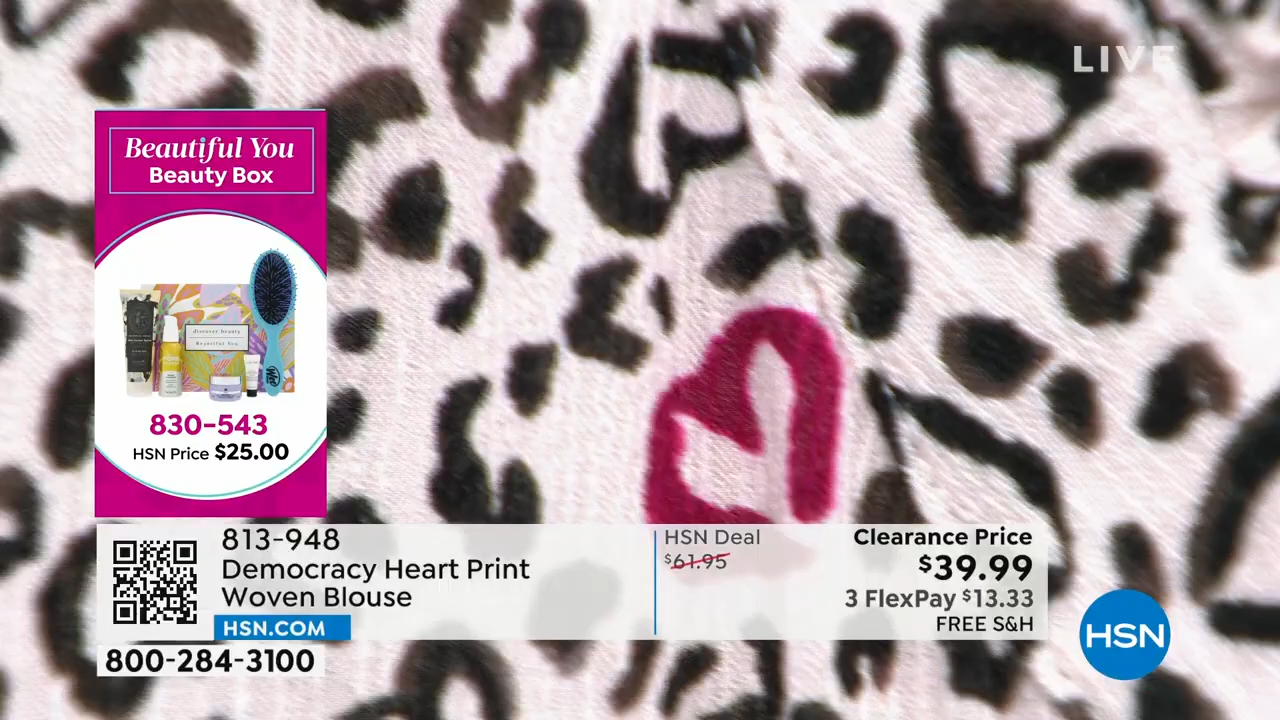 LIVE
Beautiful You
Beauty Box
discover beauty
Beautiful You
Wet
830-543
HSN Price $25.00
813-948
Democracy Heart Print
Woven Blouse
HSN.COM
800-284-3100
HSN Deal
$61.95
Clearance Price
$39.99
3 FlexPay $13.33
FREE S&H
HSN